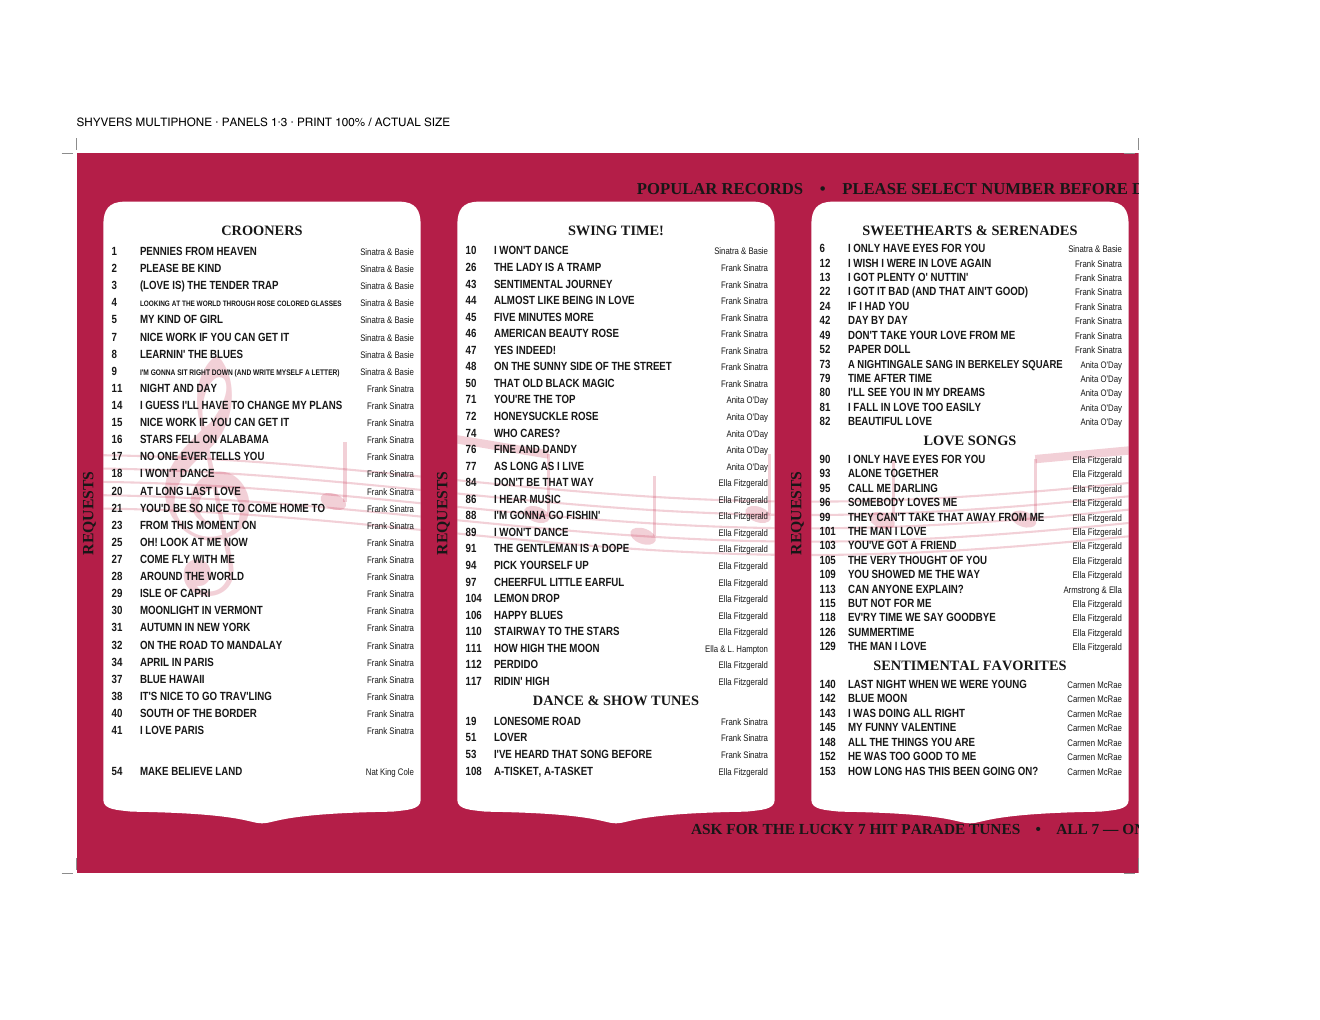 SHYVERS MULTIPHONE · PANELS 1-3 · PRINT 100% / ACTUAL SIZE
POPULAR RECORDS • PLEASE SELECT NUMBER BEFORE D
REQUESTS
CROONERS
1 PENNIES FROM HEAVEN Sinatra & Basie
2 PLEASE BE KIND Sinatra & Basie
3 (LOVE IS) THE TENDER TRAP Sinatra & Basie
4 LOOKING AT THE WORLD THROUGH ROSE COLORED GLASSES Sinatra & Basie
5 MY KIND OF GIRL Sinatra & Basie
7 NICE WORK IF YOU CAN GET IT Sinatra & Basie
8 LEARNIN' THE BLUES Sinatra & Basie
9 I'M GONNA SIT RIGHT DOWN (AND WRITE MYSELF A LETTER) Sinatra & Basie
11 NIGHT AND DAY Frank Sinatra
14 I GUESS I'LL HAVE TO CHANGE MY PLANS Frank Sinatra
15 NICE WORK IF YOU CAN GET IT Frank Sinatra
16 STARS FELL ON ALABAMA Frank Sinatra
17 NO ONE EVER TELLS YOU Frank Sinatra
18 I WON'T DANCE Frank Sinatra
20 AT LONG LAST LOVE Frank Sinatra
21 YOU'D BE SO NICE TO COME HOME TO Frank Sinatra
23 FROM THIS MOMENT ON Frank Sinatra
25 OH! LOOK AT ME NOW Frank Sinatra
27 COME FLY WITH ME Frank Sinatra
28 AROUND THE WORLD Frank Sinatra
29 ISLE OF CAPRI Frank Sinatra
30 MOONLIGHT IN VERMONT Frank Sinatra
31 AUTUMN IN NEW YORK Frank Sinatra
32 ON THE ROAD TO MANDALAY Frank Sinatra
34 APRIL IN PARIS Frank Sinatra
37 BLUE HAWAII Frank Sinatra
38 IT'S NICE TO GO TRAV'LING Frank Sinatra
40 SOUTH OF THE BORDER Frank Sinatra
41 I LOVE PARIS Frank Sinatra
54 MAKE BELIEVE LAND Nat King Cole
REQUESTS
SWING TIME!
10 I WON'T DANCE Sinatra & Basie
26 THE LADY IS A TRAMP Frank Sinatra
43 SENTIMENTAL JOURNEY Frank Sinatra
44 ALMOST LIKE BEING IN LOVE Frank Sinatra
45 FIVE MINUTES MORE Frank Sinatra
46 AMERICAN BEAUTY ROSE Frank Sinatra
47 YES INDEED! Frank Sinatra
48 ON THE SUNNY SIDE OF THE STREET Frank Sinatra
50 THAT OLD BLACK MAGIC Frank Sinatra
71 YOU'RE THE TOP Anita O'Day
72 HONEYSUCKLE ROSE Anita O'Day
74 WHO CARES? Anita O'Day
76 FINE AND DANDY Anita O'Day
77 AS LONG AS I LIVE Anita O'Day
84 DON'T BE THAT WAY Ella Fitzgerald
86 I HEAR MUSIC Ella Fitzgerald
88 I'M GONNA GO FISHIN' Ella Fitzgerald
89 I WON'T DANCE Ella Fitzgerald
91 THE GENTLEMAN IS A DOPE Ella Fitzgerald
94 PICK YOURSELF UP Ella Fitzgerald
97 CHEERFUL LITTLE EARFUL Ella Fitzgerald
104 LEMON DROP Ella Fitzgerald
106 HAPPY BLUES Ella Fitzgerald
110 STAIRWAY TO THE STARS Ella Fitzgerald
111 HOW HIGH THE MOON Ella & L. Hampton
112 PERDIDO Ella Fitzgerald
117 RIDIN' HIGH Ella Fitzgerald
DANCE & SHOW TUNES
19 LONESOME ROAD Frank Sinatra
51 LOVER Frank Sinatra
53 I'VE HEARD THAT SONG BEFORE Frank Sinatra
108 A-TISKET, A-TASKET Ella Fitzgerald
REQUESTS
SWEETHEARTS & SERENADES
6 I ONLY HAVE EYES FOR YOU Sinatra & Basie
12 I WISH I WERE IN LOVE AGAIN Frank Sinatra
13 I GOT PLENTY O' NUTTIN' Frank Sinatra
22 I GOT IT BAD (AND THAT AIN'T GOOD) Frank Sinatra
24 IF I HAD YOU Frank Sinatra
42 DAY BY DAY Frank Sinatra
49 DON'T TAKE YOUR LOVE FROM ME Frank Sinatra
52 PAPER DOLL Frank Sinatra
73 A NIGHTINGALE SANG IN BERKELEY SQUARE Anita O'Day
79 TIME AFTER TIME Anita O'Day
80 I'LL SEE YOU IN MY DREAMS Anita O'Day
81 I FALL IN LOVE TOO EASILY Anita O'Day
82 BEAUTIFUL LOVE Anita O'Day
LOVE SONGS
90 I ONLY HAVE EYES FOR YOU Ella Fitzgerald
93 ALONE TOGETHER Ella Fitzgerald
95 CALL ME DARLING Ella Fitzgerald
96 SOMEBODY LOVES ME Ella Fitzgerald
99 THEY CAN'T TAKE THAT AWAY FROM ME Ella Fitzgerald
101 THE MAN I LOVE Ella Fitzgerald
103 YOU'VE GOT A FRIEND Ella Fitzgerald
105 THE VERY THOUGHT OF YOU Ella Fitzgerald
109 YOU SHOWED ME THE WAY Ella Fitzgerald
113 CAN ANYONE EXPLAIN? Armstrong & Ella
115 BUT NOT FOR ME Ella Fitzgerald
118 EV'RY TIME WE SAY GOODBYE Ella Fitzgerald
126 SUMMERTIME Ella Fitzgerald
129 THE MAN I LOVE Ella Fitzgerald
SENTIMENTAL FAVORITES
140 LAST NIGHT WHEN WE WERE YOUNG Carmen McRae
142 BLUE MOON Carmen McRae
143 I WAS DOING ALL RIGHT Carmen McRae
145 MY FUNNY VALENTINE Carmen McRae
148 ALL THE THINGS YOU ARE Carmen McRae
152 HE WAS TOO GOOD TO ME Carmen McRae
153 HOW LONG HAS THIS BEEN GOING ON? Carmen McRae
ASK FOR THE LUCKY 7 HIT PARADE TUNES • ALL 7 — ON